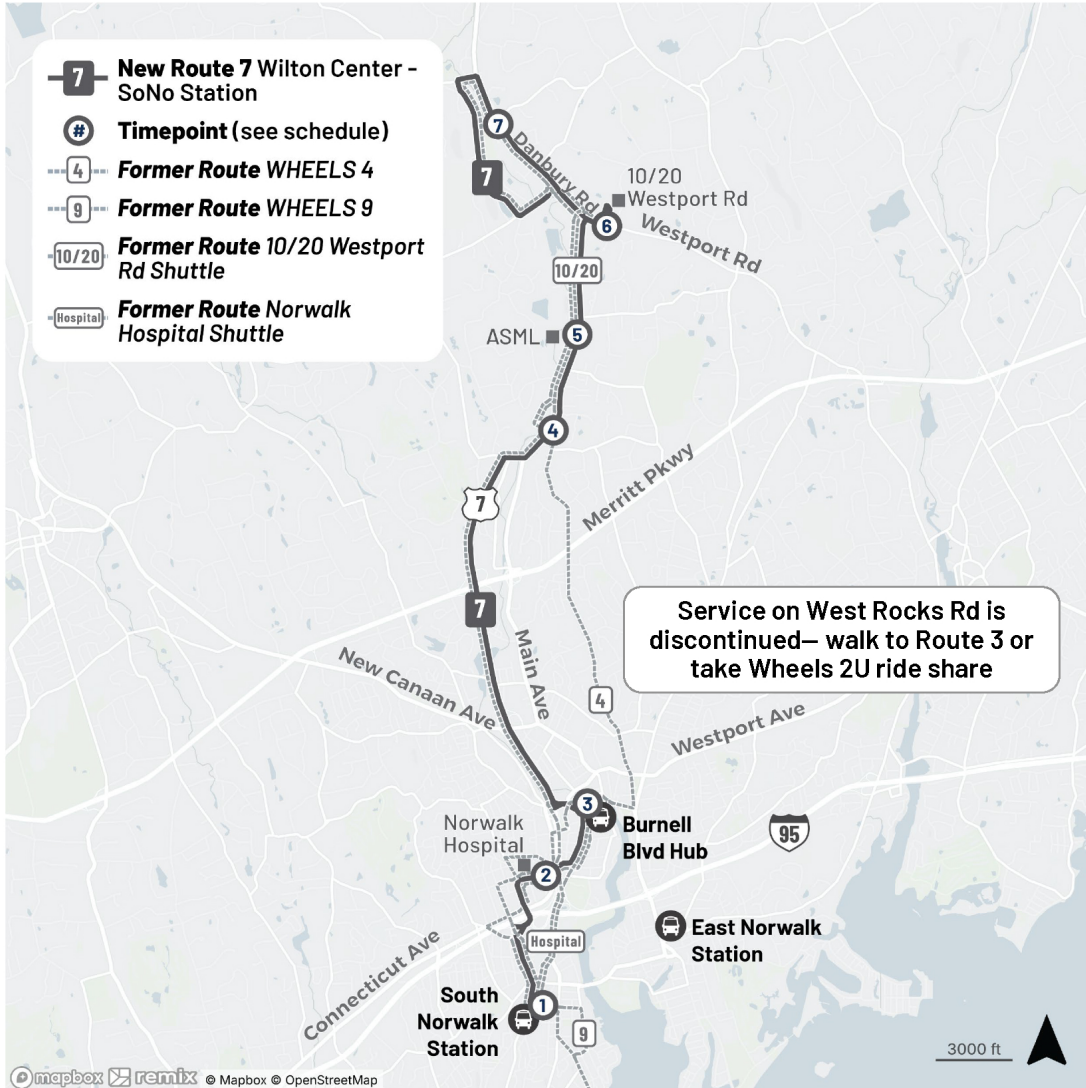 7
New Route 7 Wilton Center -
SoNo Station
#
Timepoint (see schedule)
4
Former Route WHEELS 4
9
Former Route WHEELS 9
10/20
Former Route 10/20 Westport
Rd Shuttle
Hospital
Former Route Norwalk
Hospital Shuttle
7
Danbury Rd
7
10/20
Westport Rd
6
Westport Rd
10/20
ASML
5
4
7
Merritt Pkwy
7
Service on West Rocks Rd is
discontinued— walk to Route 3 or
take Wheels 2U ride share
Main Ave
New Canaan Ave
4
Westport Ave
3
Burnell
Blvd Hub
95
Norwalk
Hospital
2
East Norwalk
Station
Hospital
Connecticut Ave
South
Norwalk
Station
1
9
3000 ft
mapbox remix © Mapbox © OpenStreetMap